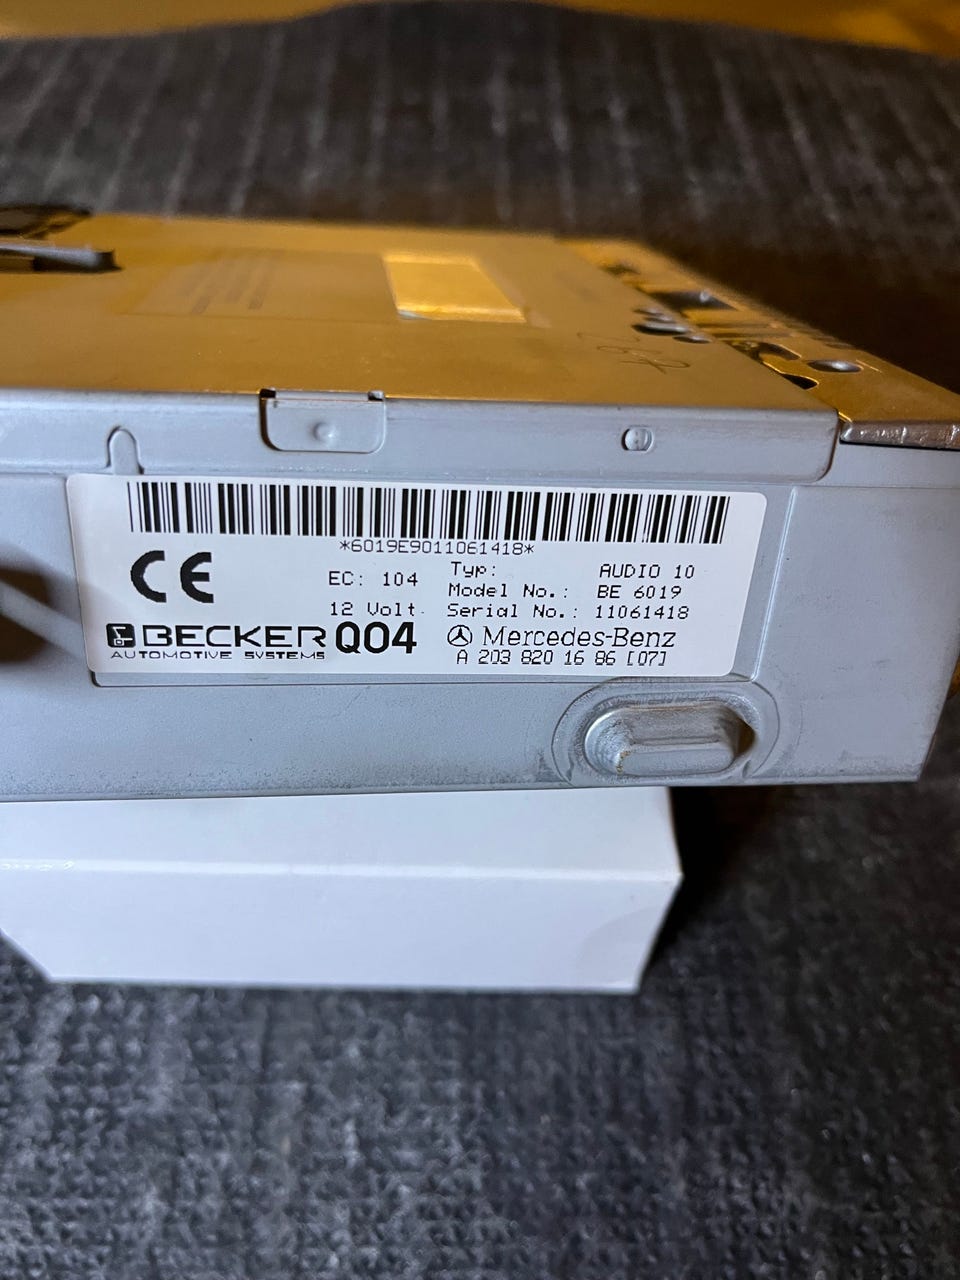 *6019E9011061418*
CE
EC: 104
Typ: AUDIO 10
Model No.: BE 6019
12 Volt
Serial No.: 11061418
BECKER Q04
AUTOMOTIVE SYSTEMS
Mercedes-Benz
A 203 820 16 86 [07]